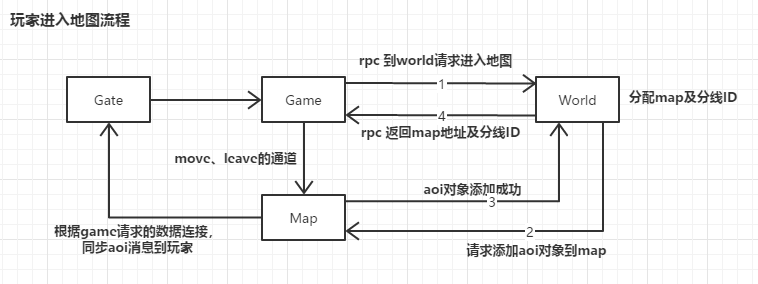 玩家进入地图流程
rpc 到world请求进入地图
1
Gate
Game
World
分配map及分线ID
4
rpc 返回map地址及分线ID
move、leave的通道
aoi对象添加成功
3
Map
根据game请求的数据连接，
同步aoi消息到玩家
2
请求添加aoi对象到map